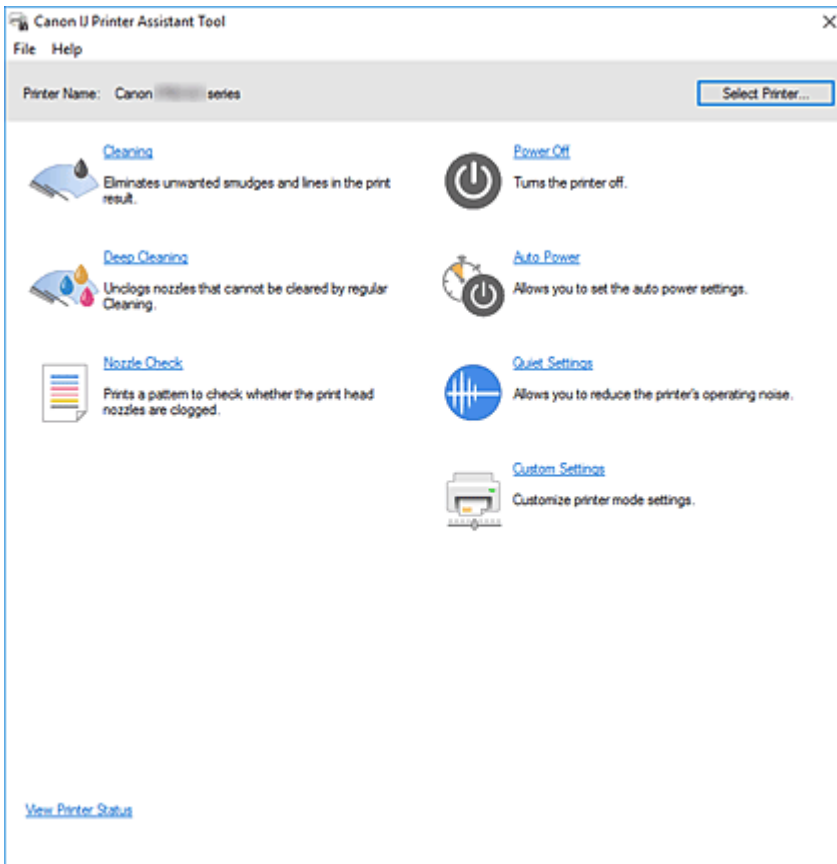 Canon IJ Printer Assistant Tool
File Help
Printer Name: Canon series
Select Printer...
Cleaning
Eliminates unwanted smudges and lines in the print
result.
Deep Cleaning
Unclogs nozzles that cannot be cleared by regular
Cleaning.
Nozzle Check
Prints a pattern to check whether the print head
nozzles are clogged.
Power Off
Turns the printer off.
Auto Power
Allows you to set the auto power settings.
Quiet Settings
Allows you to reduce the printer's operating noise.
Custom Settings
Customize printer mode settings.
View Printer Status